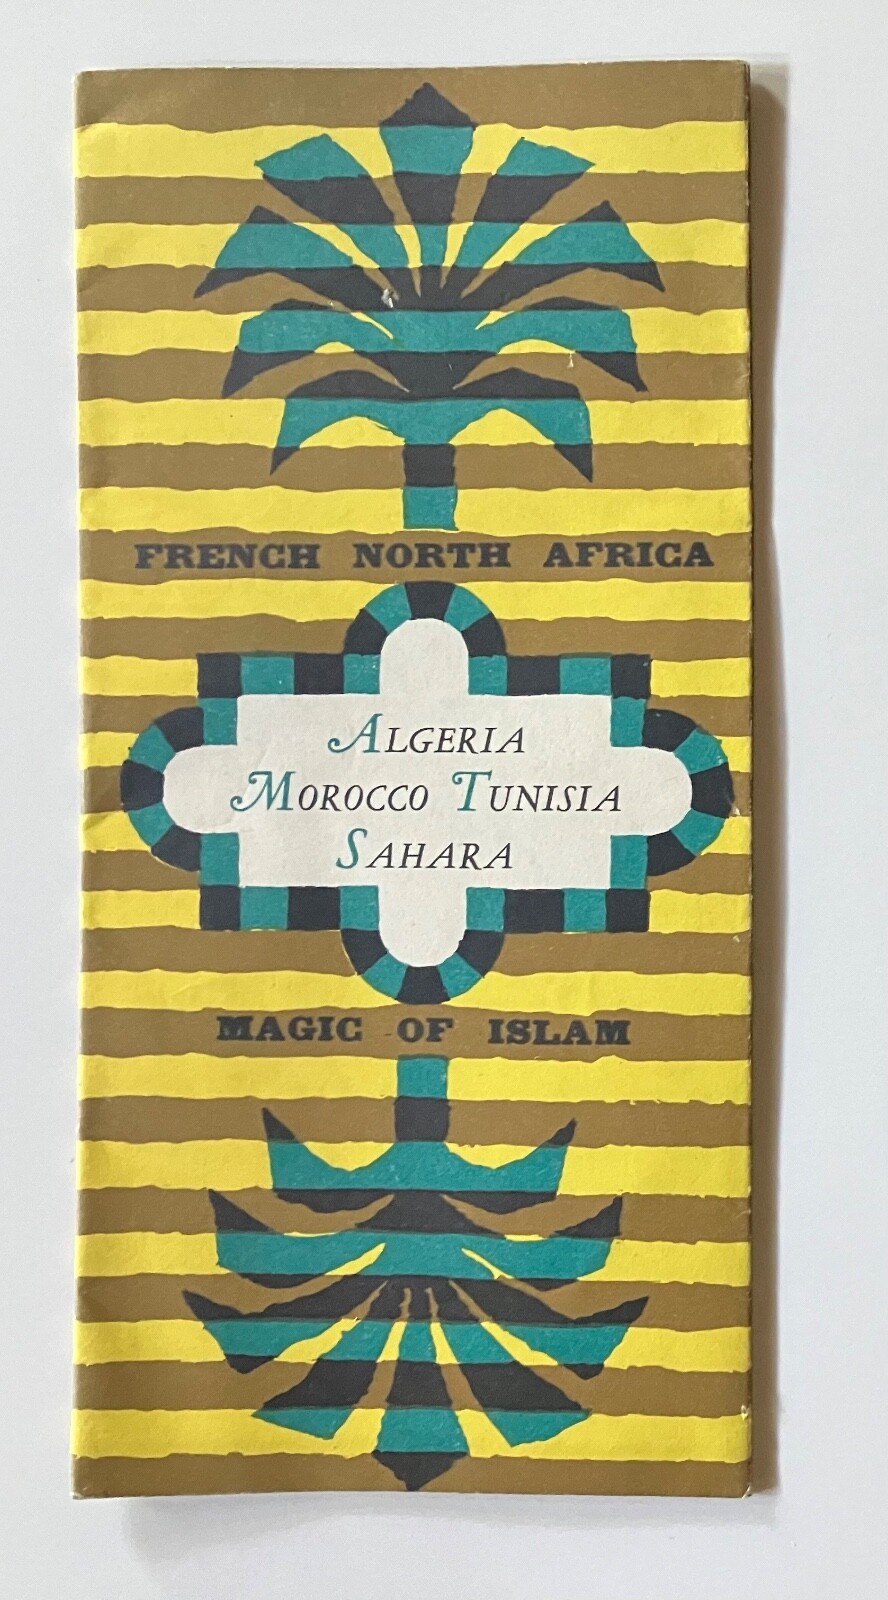 FRENCH NORTH AFRICA
ALGERIA
MOROCCO TUNISIA
SAHARA
MAGIC OF ISLAM